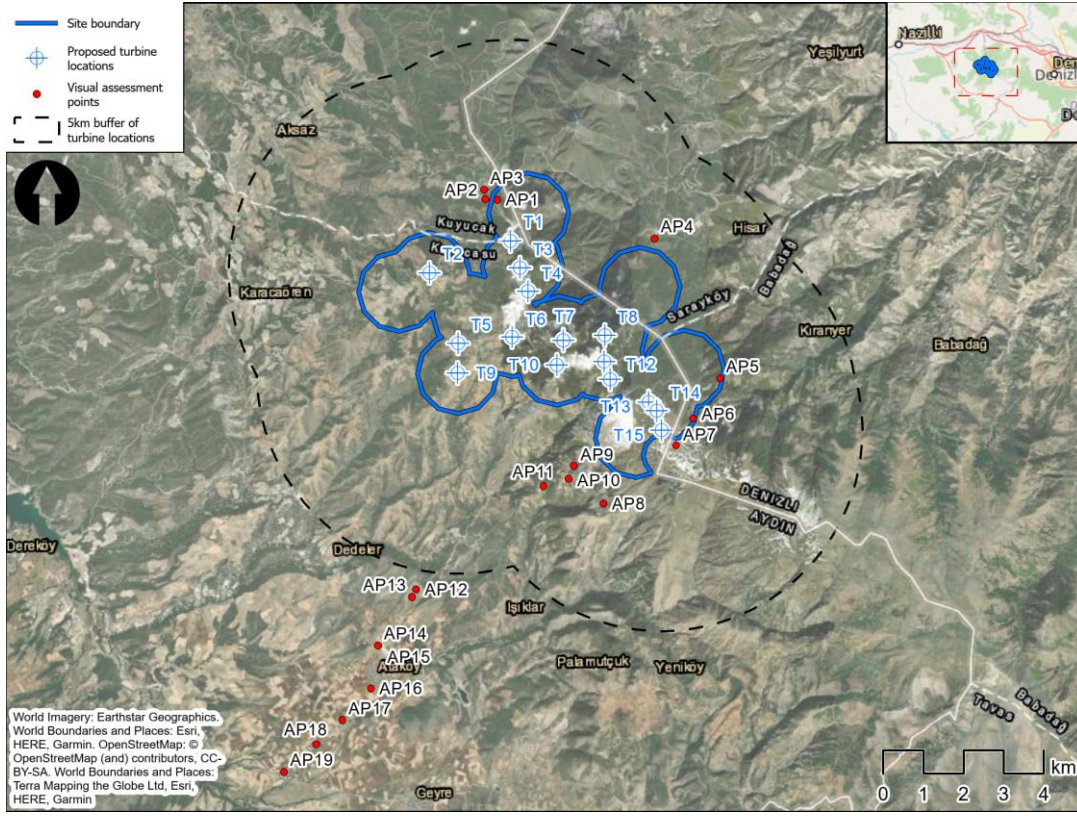 Site boundary
Proposed turbine
locations
Visual assessment
points
5km buffer of
turbine locations
Nazilli
Den
Denizl
Yeşilyurt
Aksaz
AP3
AP2
AP1
Kuyucak
T1
AP4
Hisar
T2
T3
Babadağ
T4
Karacaören
Sarayköy
T6
T7
T8
Kıranyer
T5
Babadağ
T10
T12
T9
AP5
T14
T13
AP6
T15
AP7
AP9
AP11
AP10
AP8
DENIZLI
AYDIN
Dereköy
Dedeler
AP13
AP12
Işıklar
AP14
AP15
Ataköy
Palamutçuk
Yeniköy
AP16
AP17
Tavas
Babadağ
AP18
AP19
Geyre
World Imagery: Earthstar Geographics.
World Boundaries and Places: Esri,
HERE, Garmin. OpenStreetMap: ©
OpenStreetMap (and) contributors, CC-
BY-SA. World Boundaries and Places:
Terra Mapping the Globe Ltd, Esri,
HERE, Garmin
km
0 1 2 3 4